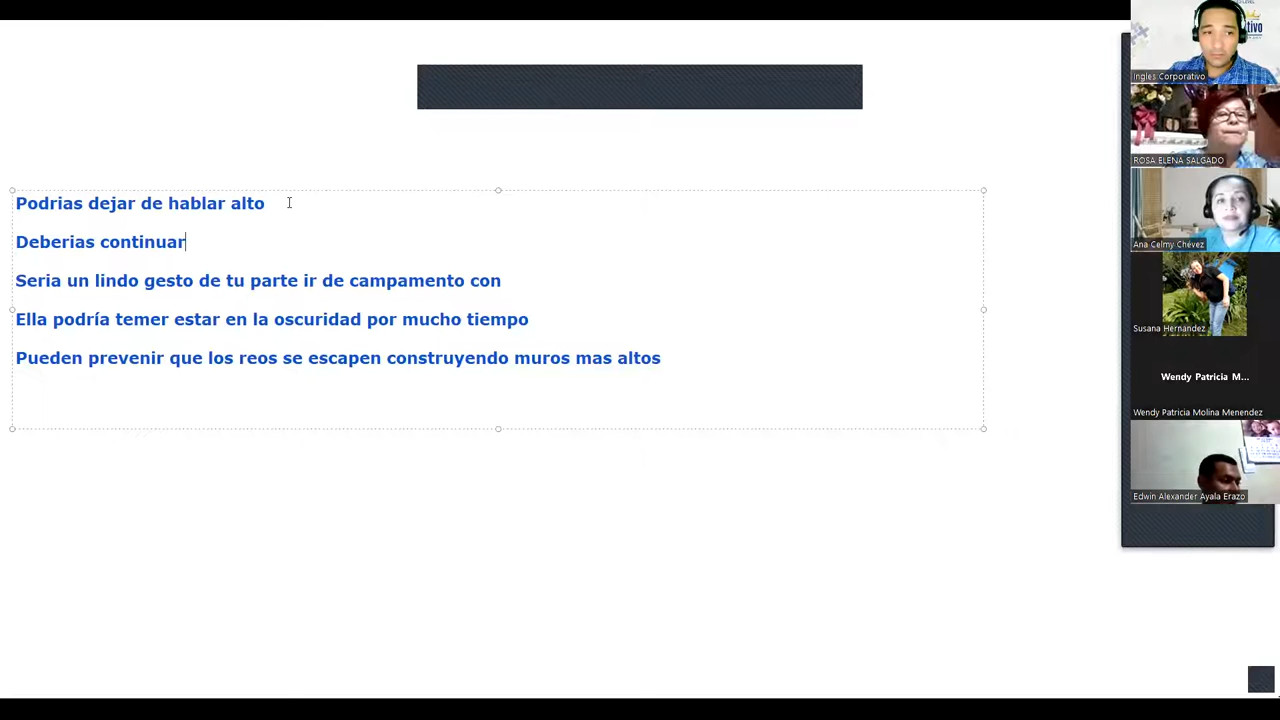 Podrias dejar de hablar alto
Deberias continuar
Seria un lindo gesto de tu parte ir de campamento con
Ella podría temer estar en la oscuridad por mucho tiempo
Pueden prevenir que los reos se escapen construyendo muros mas altos
tivo
Ingles Corporativo
ROSA ELENA SALGADO
Ana Celmy Chévez
Susana Hernandez
Wendy Patricia M...
Wendy Patricia Molina Menendez
Edwin Alexander Ayala Erazo